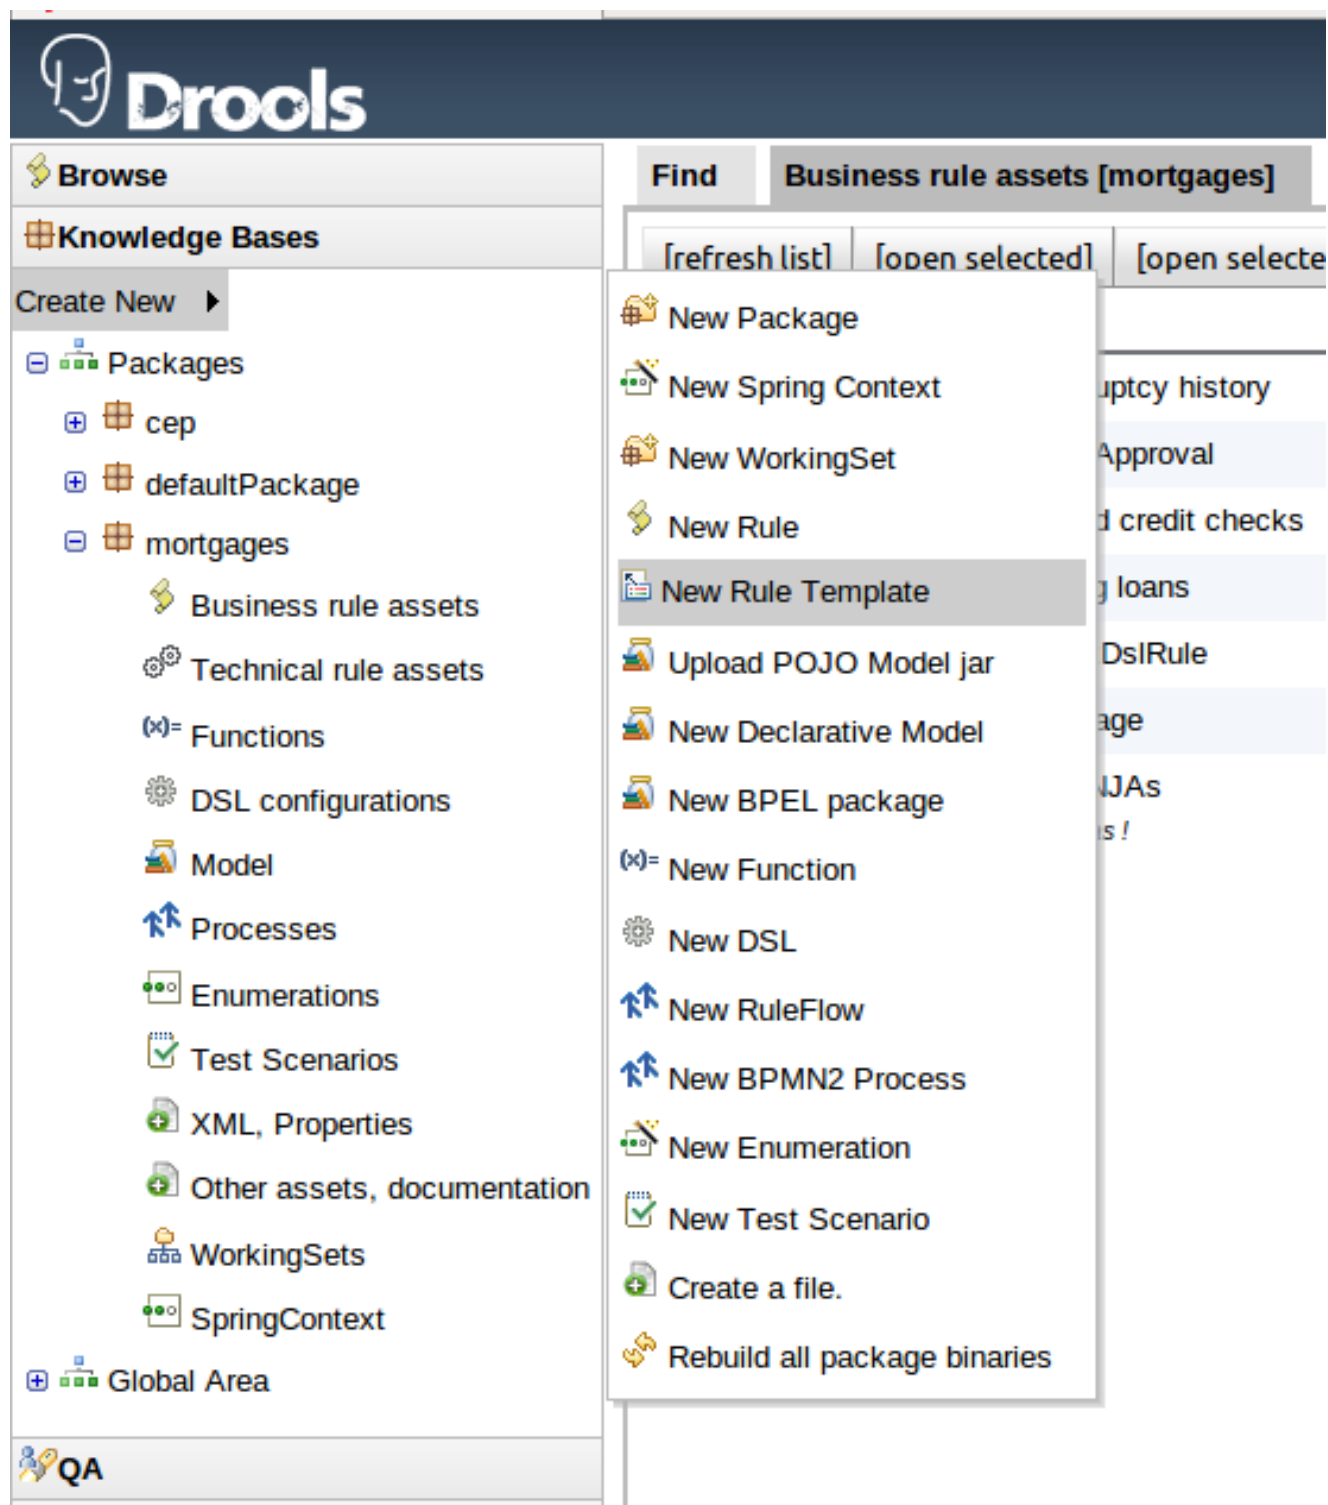 Drools
Browse
Knowledge Bases
Create New
Packages
cep
defaultPackage
mortgages
Business rule assets
Technical rule assets
(x)= Functions
DSL configurations
Model
Processes
Enumerations
Test Scenarios
XML, Properties
Other assets, documentation
WorkingSets
SpringContext
Global Area
QA
Find
Business rule assets [mortgages]
[refresh list]
[open selected]
[open selecte
New Package
New Spring Context
New WorkingSet
New Rule
New Rule Template
Upload POJO Model jar
New Declarative Model
New BPEL package
(x)= New Function
New DSL
New RuleFlow
New BPMN2 Process
New Enumeration
New Test Scenario
Create a file.
Rebuild all package binaries
uptcy history
Approval
credit checks
loans
DslRule
age
NJAs
s !